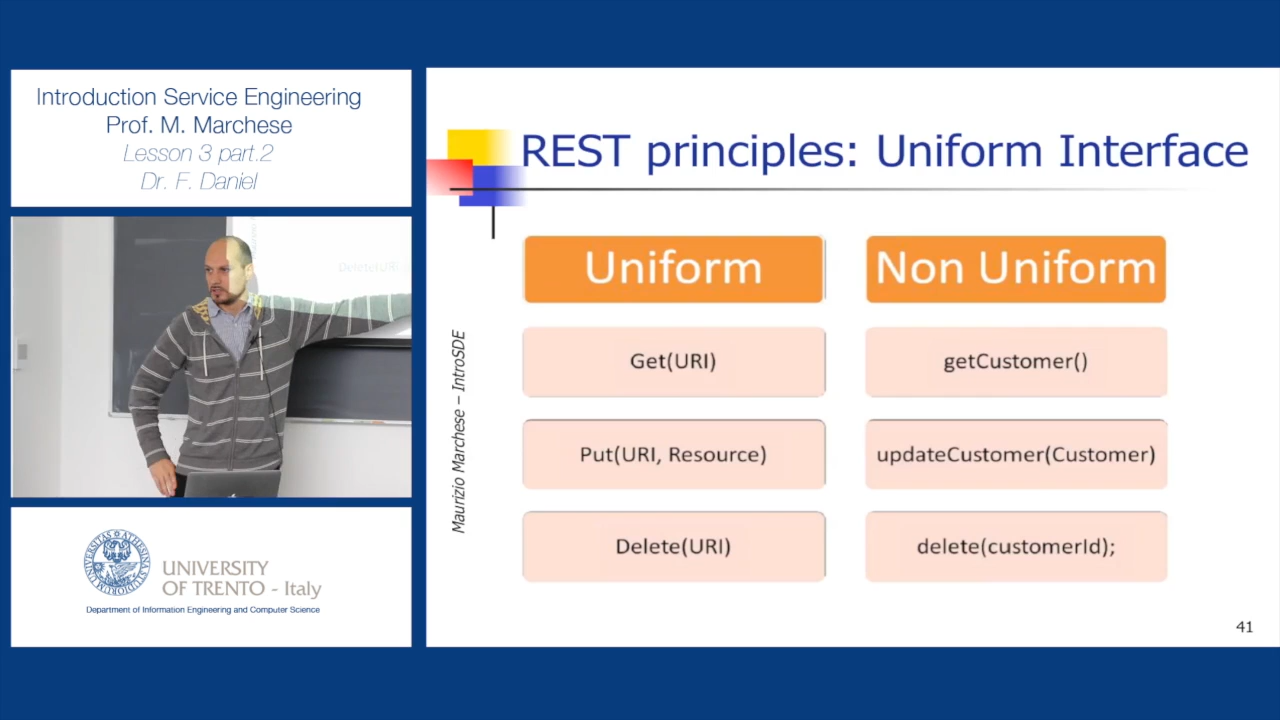 Introduction Service Engineering
Prof. M. Marchese
Lesson 3 part.2
Dr. F. Daniel
Delete(URI)
UNIVERSITY
OF TRENTO - Italy
Department of Information Engineering and Computer Science
REST principles: Uniform Interface
Uniform
Non Uniform
Get(URI)
getCustomer()
Put(URI, Resource)
updateCustomer(Customer)
Delete(URI)
delete(customerId);
Maurizio Marchese – IntroSDE
41